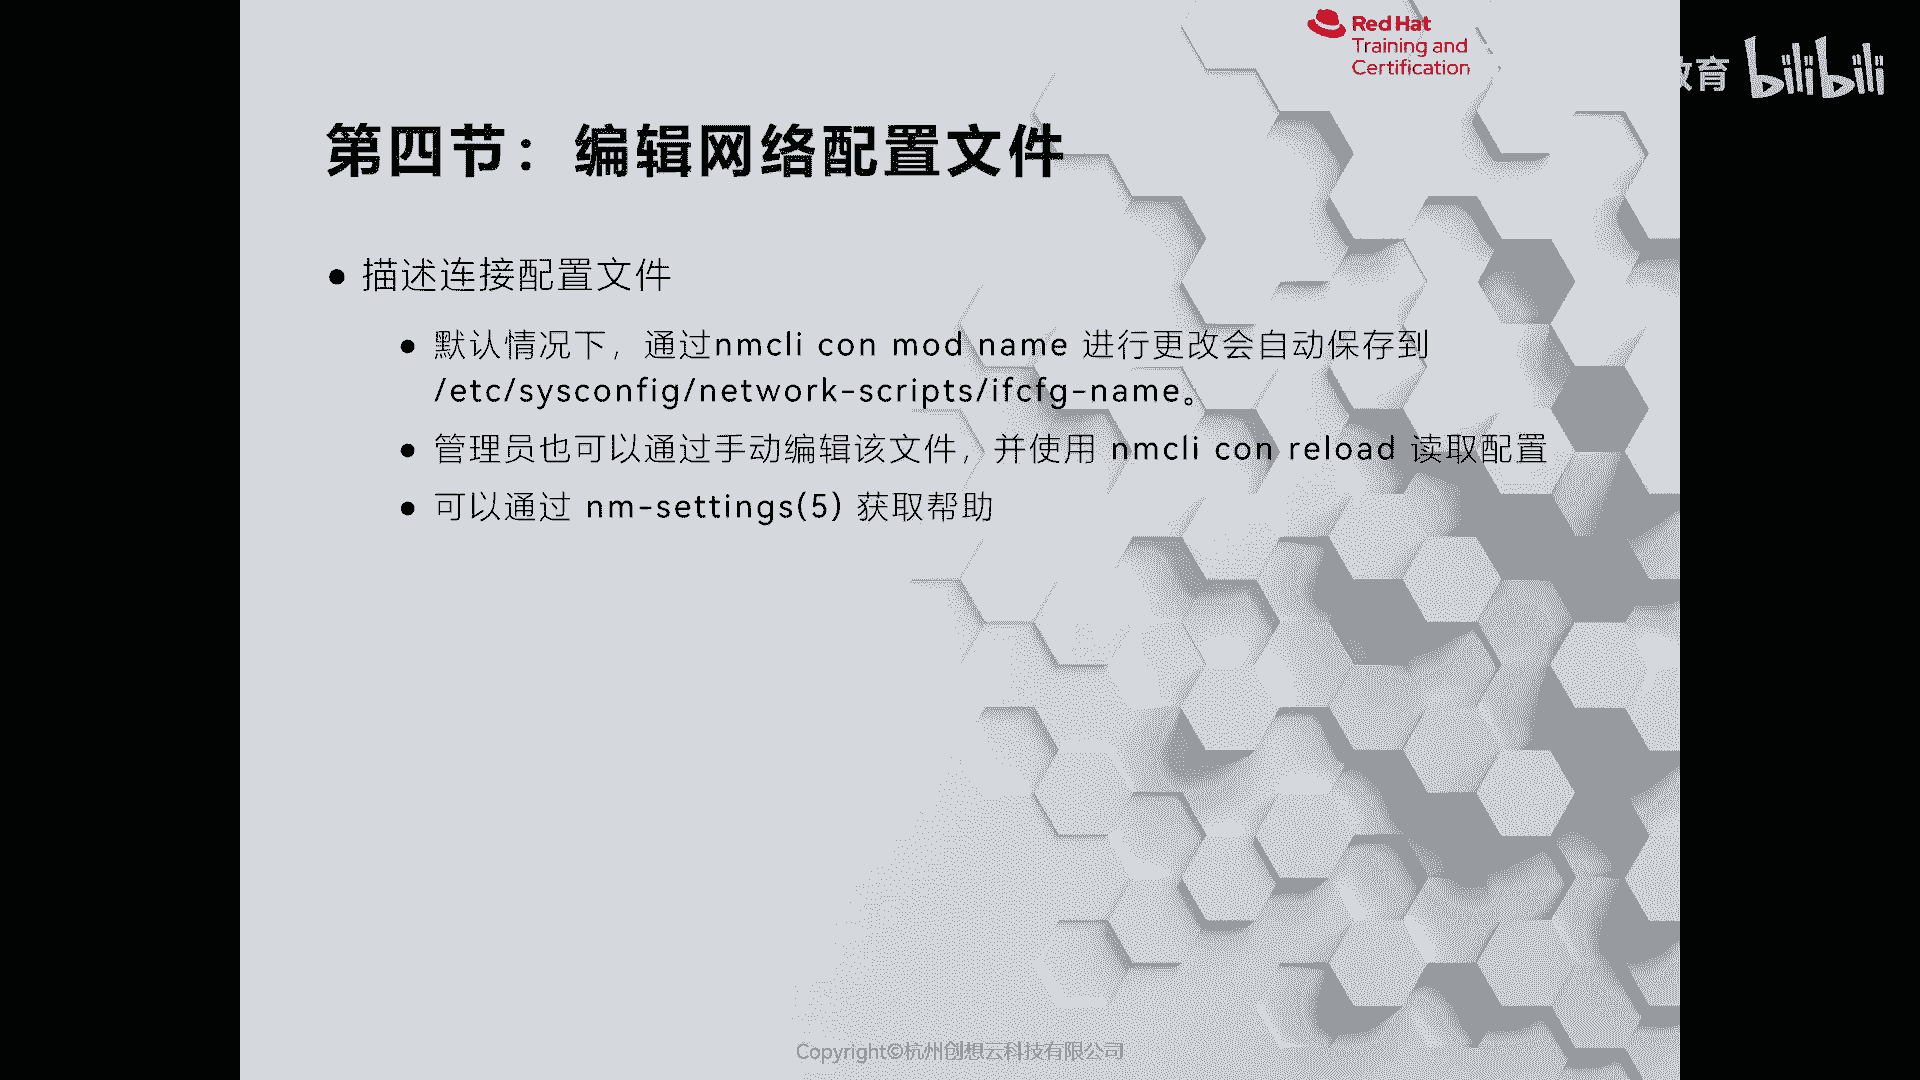 Red Hat
Training and
Certification
育 bilibili
第四节：编辑网络配置文件
● 描述连接配置文件
● 默认情况下，通过nmcli con mod name 进行更改会自动保存到
/etc/sysconfig/network-scripts/ifcfg-name。
● 管理员也可以通过手动编辑该文件，并使用 nmcli con reload 读取配置
● 可以通过 nm-settings(5) 获取帮助
Copyright©杭州创想云科技有限公司